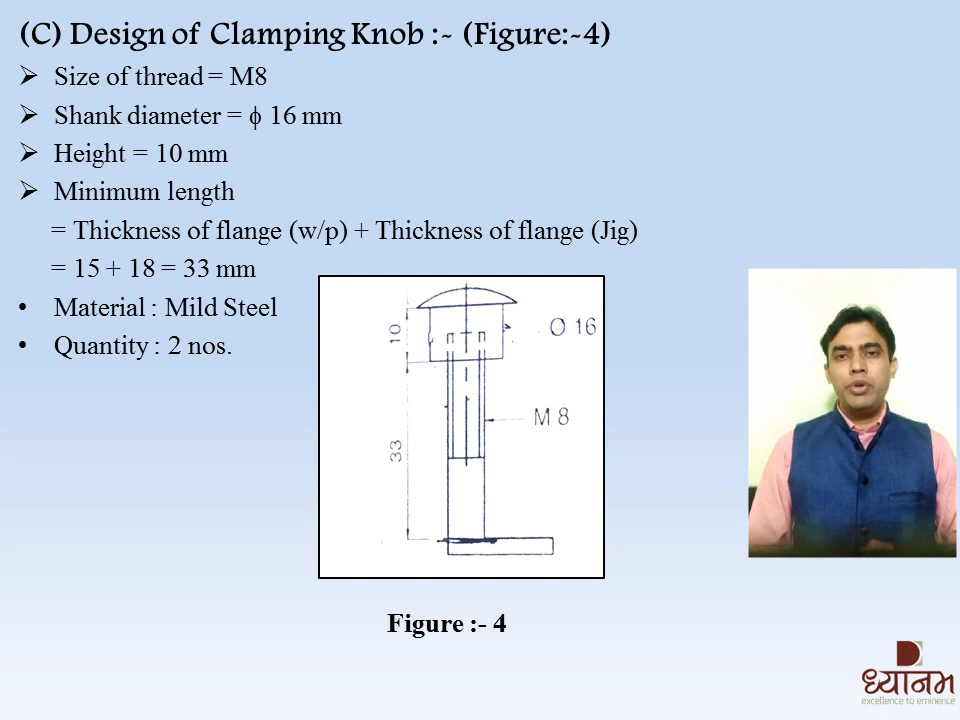 (C) Design of Clamping Knob :- (Figure:-4)
➢ Size of thread = M8
➢ Shank diameter = ϕ 16 mm
➢ Height = 10 mm
➢ Minimum length
= Thickness of flange (w/p) + Thickness of flange (Jig)
= 15 + 18 = 33 mm
• Material : Mild Steel
• Quantity : 2 nos.
10
Ø 16
M 8
33
Figure :- 4
ध्यानम
excellence to eminence